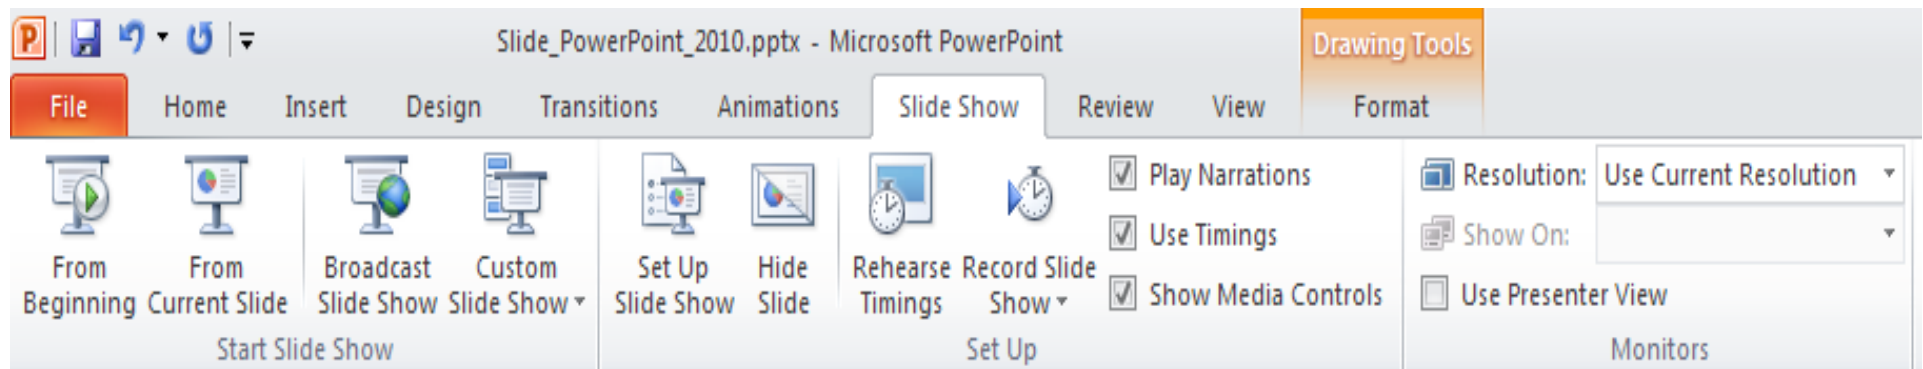 Slide_PowerPoint_2010.pptx - Microsoft PowerPoint
Drawing Tools
File Home Insert Design Transitions Animations Slide Show Review View Format
From Beginning
From Current Slide
Broadcast Slide Show
Custom Slide Show
Start Slide Show
Set Up Slide Show
Hide Slide
Rehearse Timings
Record Slide Show
Play Narrations
Use Timings
Show Media Controls
Set Up
Resolution: Use Current Resolution
Show On:
Use Presenter View
Monitors